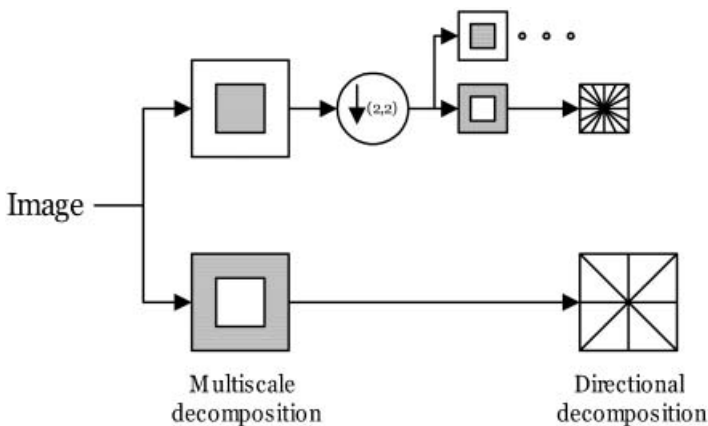 (2,2)
Image
Multiscale
decomposition
Directional
decomposition